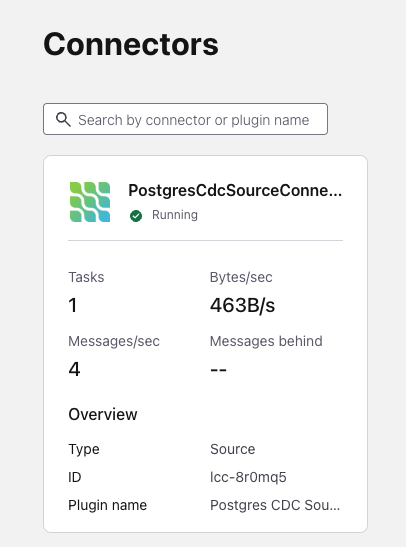 Connectors
Search by connector or plugin name
PostgresCdcSourceConne...
Running
Tasks Bytes/sec
1 463B/s
Messages/sec Messages behind
4 --
Overview
Type Source
ID lcc-8r0mq5
Plugin name Postgres CDC Sou...